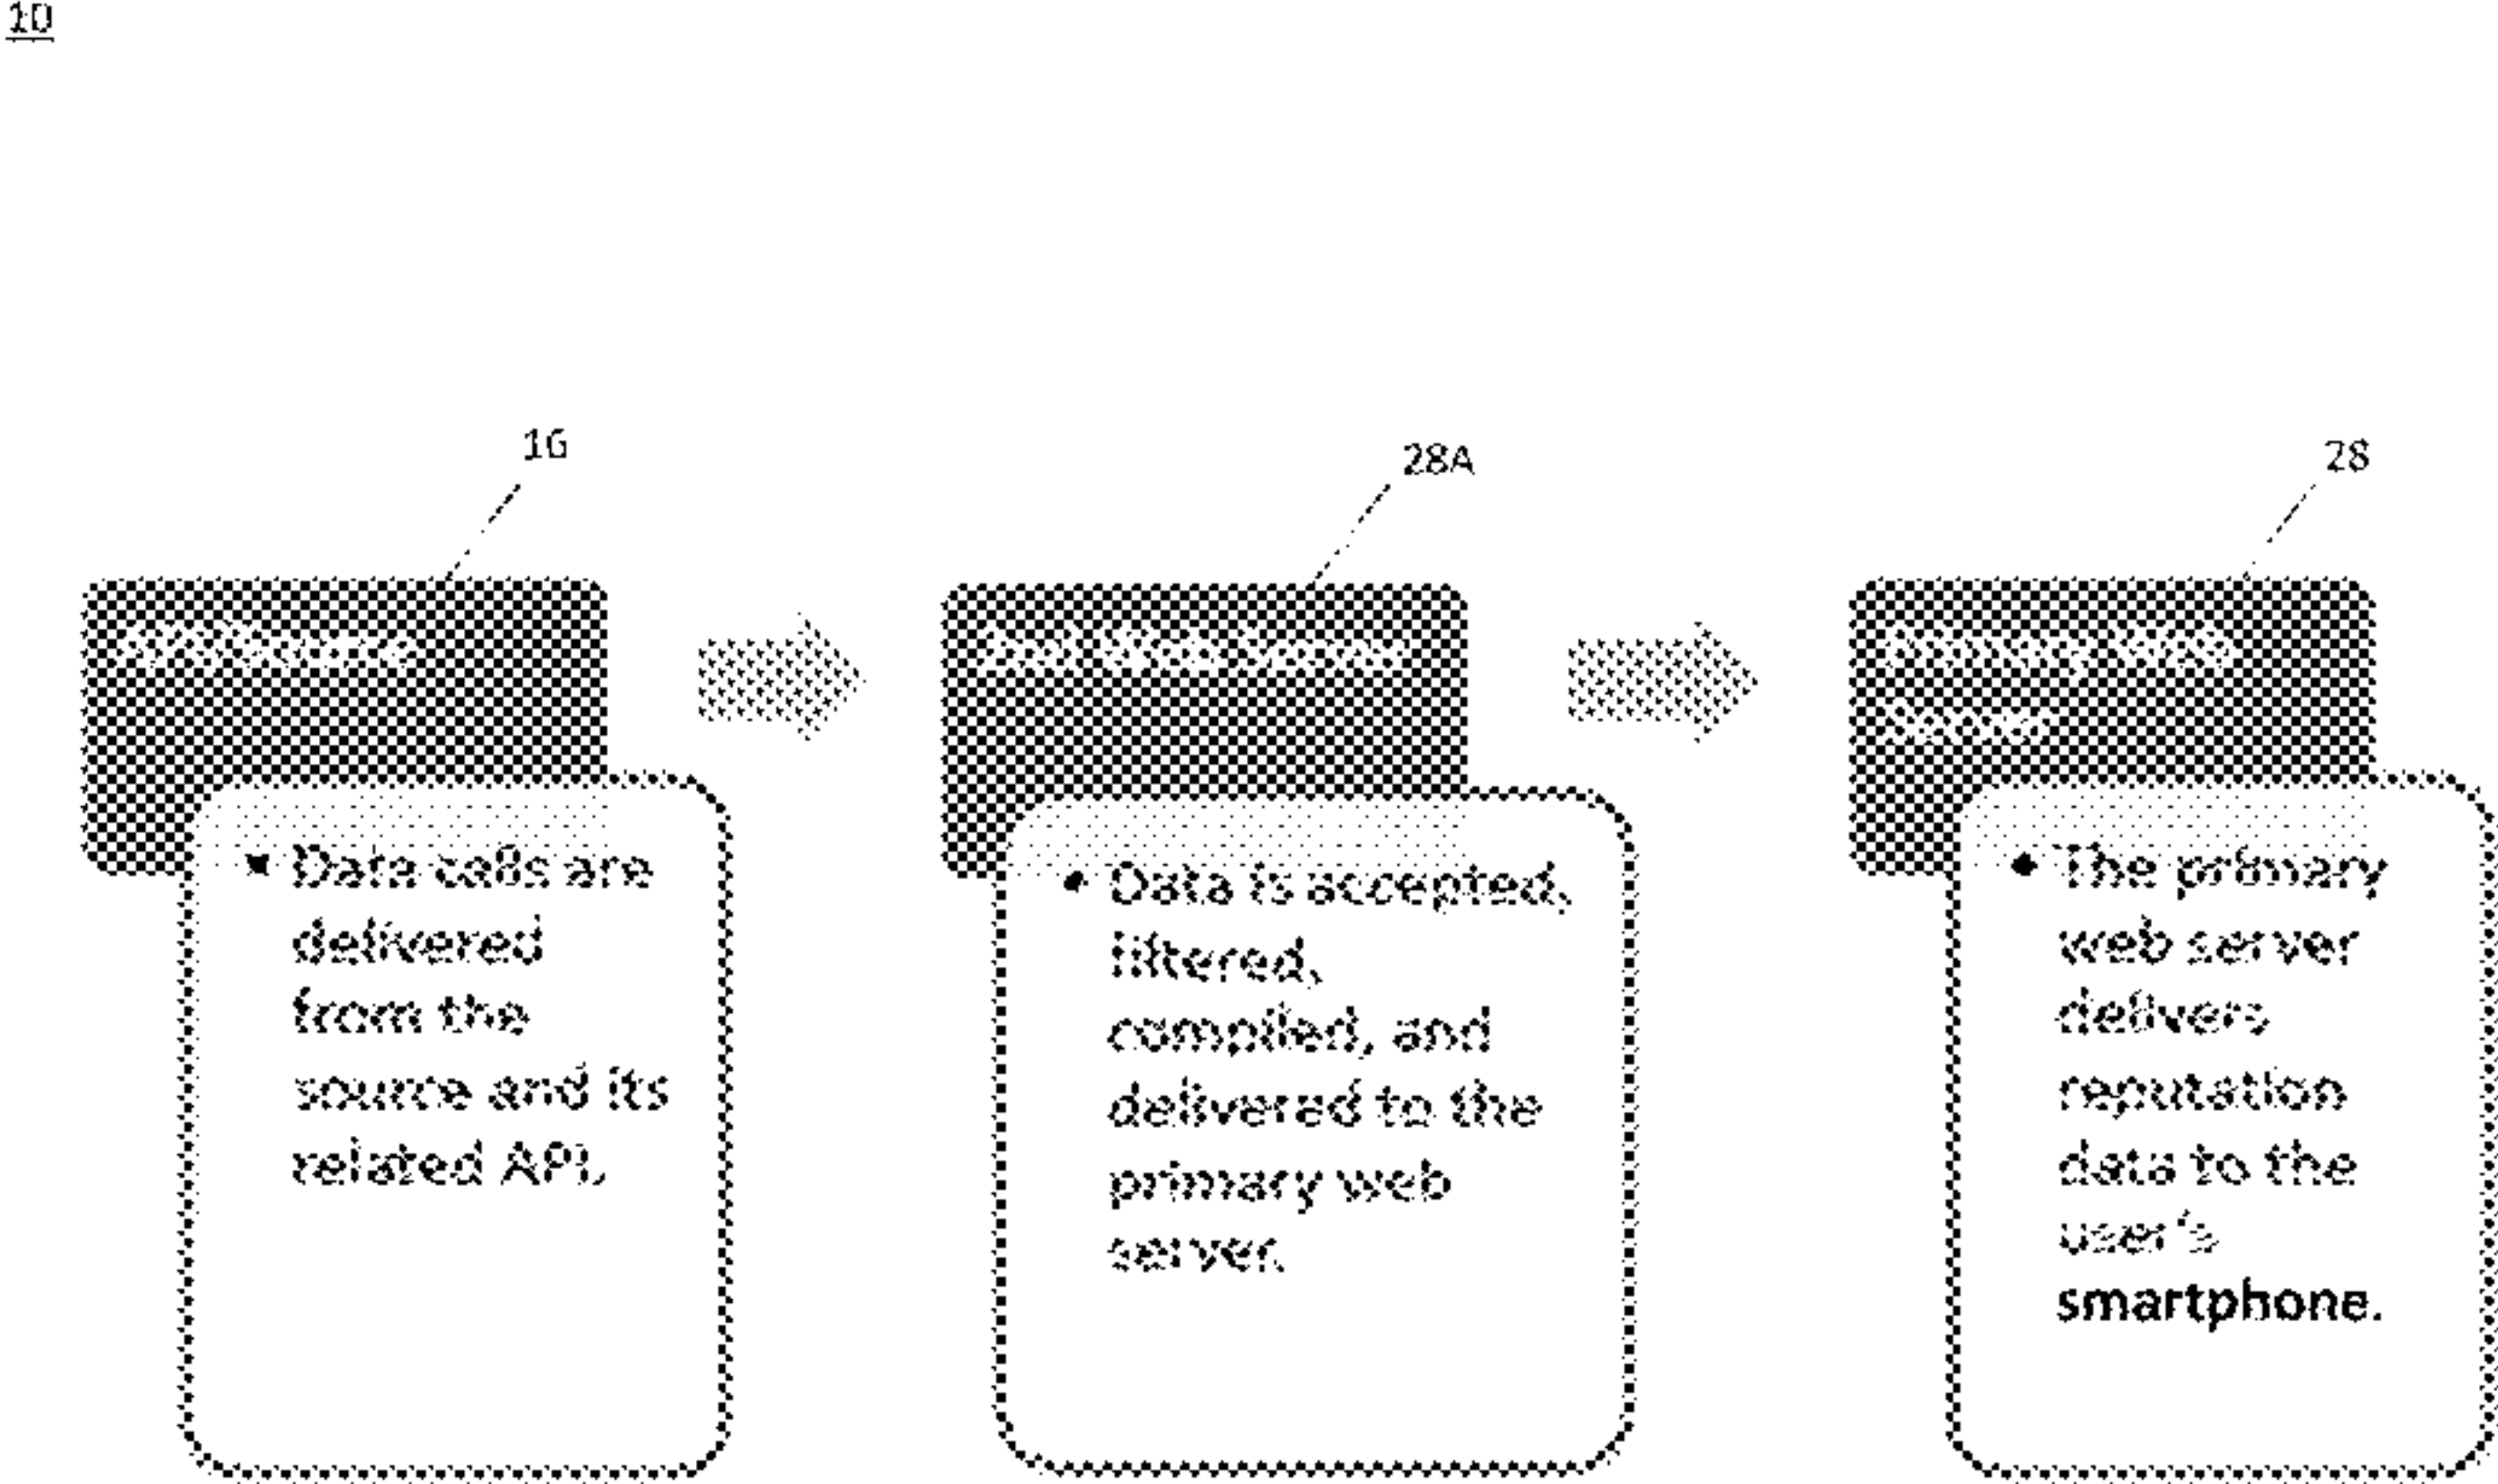 10
16
28A
28
Data calls are
delivered
from the
source and its
related API.
Data is accepted,
filtered,
compiled, and
delivered to the
primary web
server.
The primary
web server
delivers
reputation
data to the
user's
smartphone.